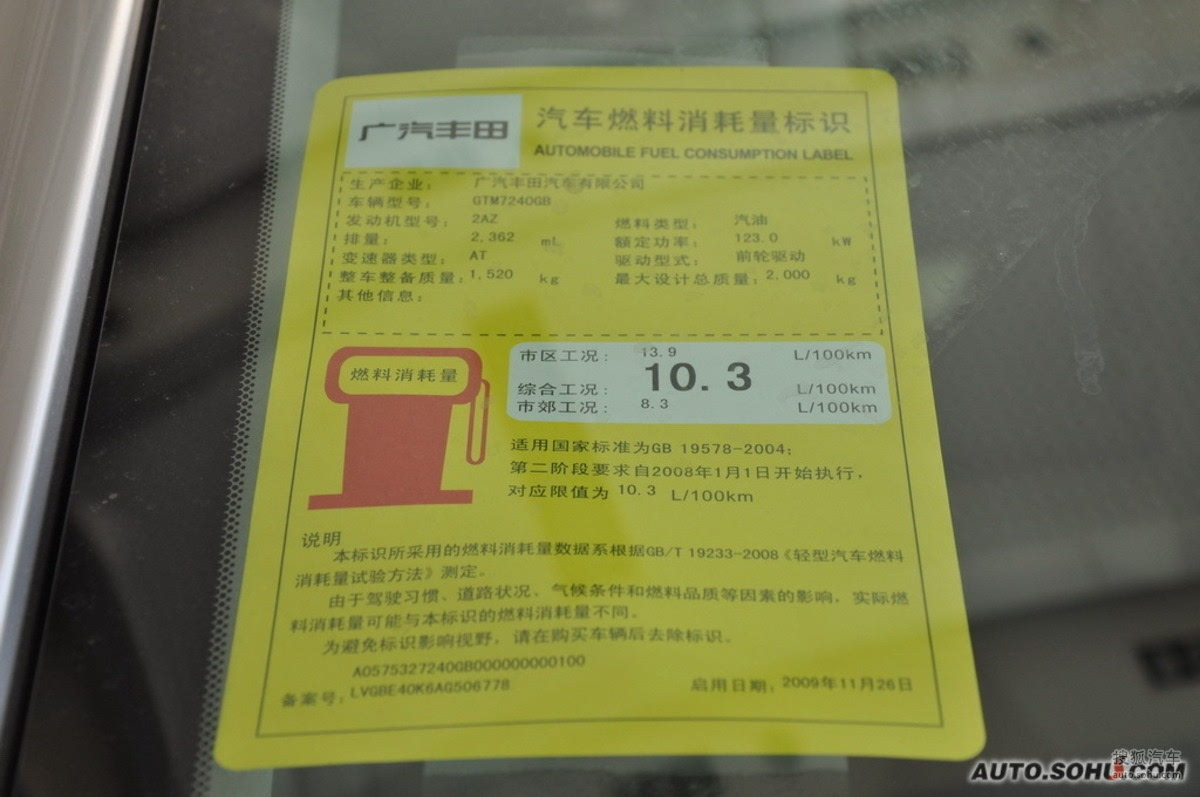 广汽丰田
汽车燃料消耗量标识
AUTOMOBILE FUEL CONSUMPTION LABEL
生产企业: 广汽丰田汽车有限公司
车辆型号: GTM7240GB
发动机型号: 2AZ 燃料类型: 汽油
排量: 2,362 mL 额定功率: 123.0 kW
变速器类型: AT 驱动型式: 前轮驱动
整车整备质量: 1,520 kg 最大设计总质量: 2,000 kg
其他信息:
燃料消耗量
市区工况: 13.9 L/100km
综合工况: 10.3 L/100km
市郊工况: 8.3 L/100km
适用国家标准为GB 19578-2004;
第二阶段要求自2008年1月1日开始执行,
对应限值为 10.3 L/100km
说明
本标识所采用的燃料消耗量数据系根据GB/T 19233-2008《轻型汽车燃料
消耗量试验方法》测定。
由于驾驶习惯、道路状况、气候条件和燃料品质等因素的影响, 实际燃
料消耗量可能与本标识的燃料消耗量不同。
为避免标识影响视野, 请在购买车辆后去除标识。
A0575327240GB000000000100
备案号: LVGBE40K6AG506778 启用日期: 2009年11月26日
搜狐汽车
auto.sohu.com
AUTO.SOHU.COM